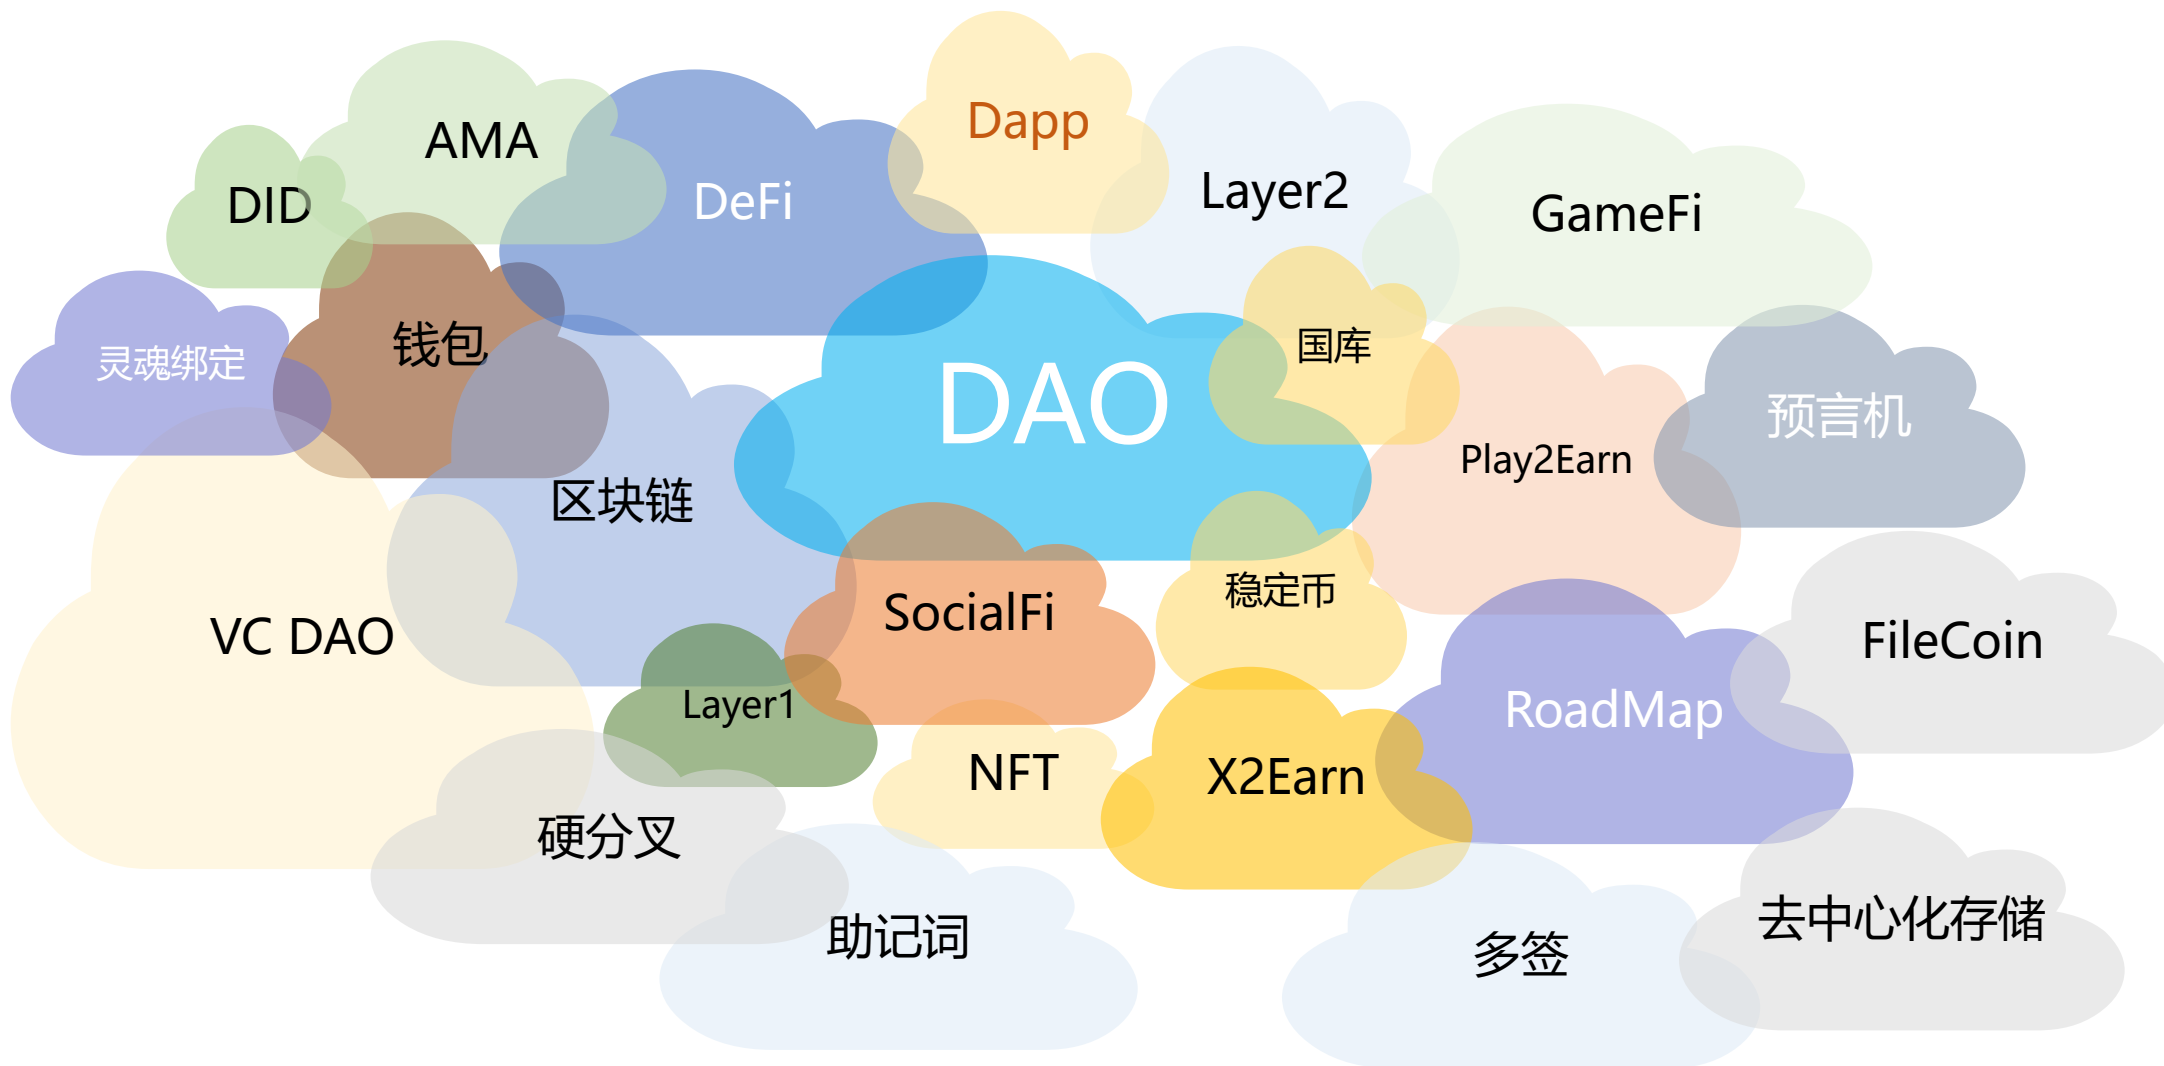 Dapp
AMA
Layer2
DeFi
DID
GameFi
钱包
国库
灵魂绑定
DAO
预言机
Play2Earn
区块链
稳定币
SocialFi
VC DAO
FileCoin
Layer1
RoadMap
NFT
X2Earn
硬分叉
去中心化存储
助记词
多签